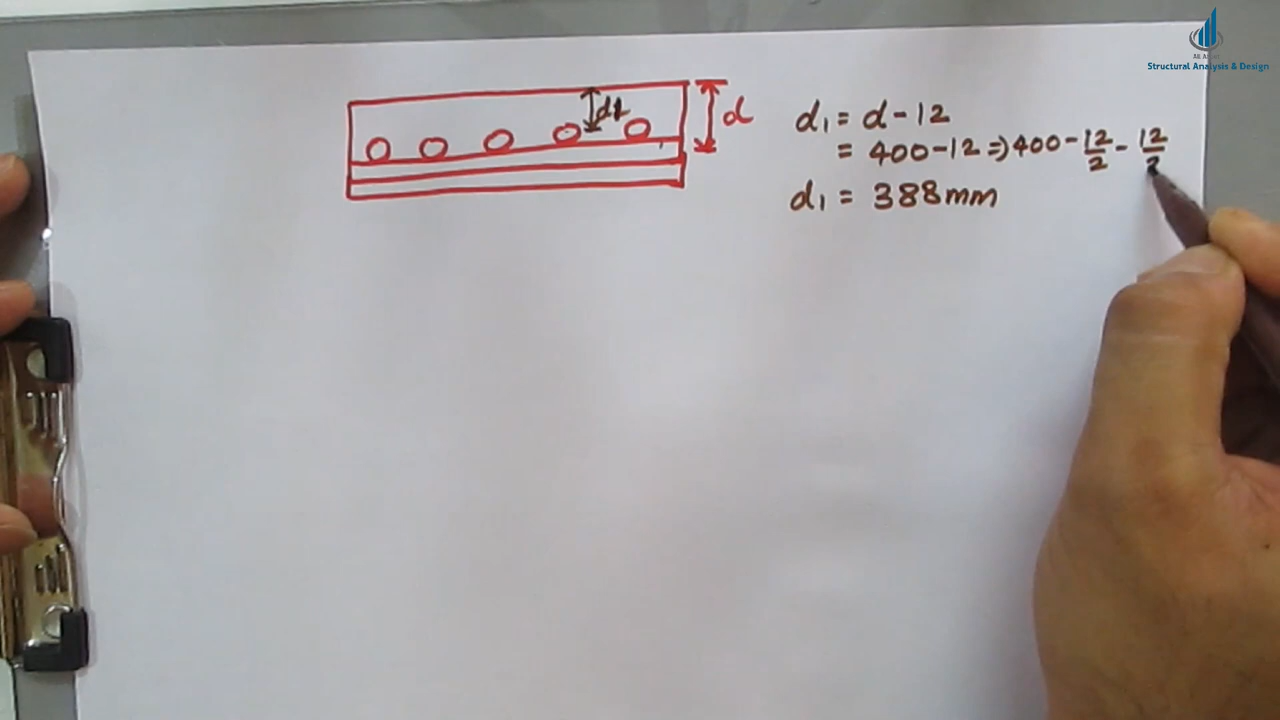 Structural Analysis & Design
d1
d
d1 = d - 12
= 400 - 12 => 400 - 12/2 - 12/2
d1 = 388mm